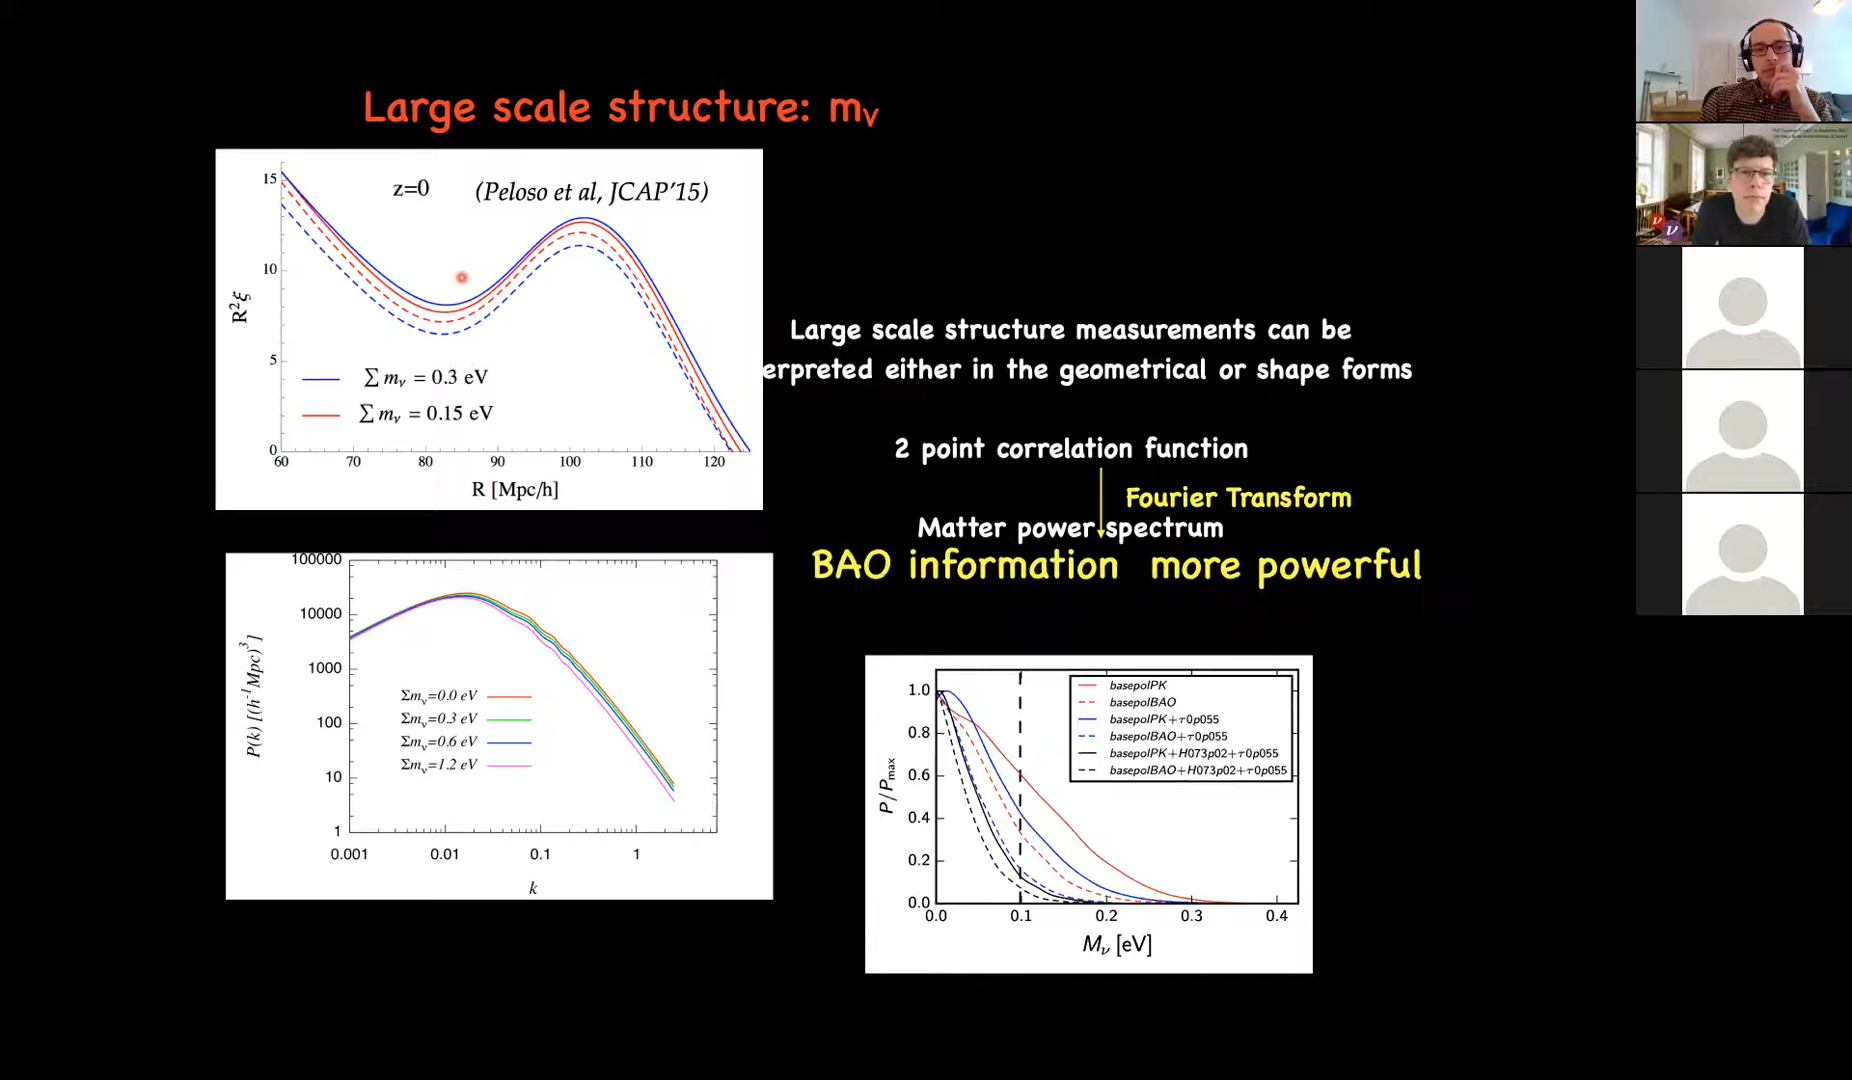 Large scale structure: mν
z=0
(Peloso et al, JCAP'15)
15
10
5
0
R²ξ
∑ mν = 0.3 eV
∑ mν = 0.15 eV
60 70 80 90 100 110 120
R [Mpc/h]
Large scale structure measurements can be
erpreted either in the geometrical or shape forms
2 point correlation function
Fourier Transform
Matter power spectrum
BAO information more powerful
100000
10000
1000
100
10
1
P(k) [(h⁻¹Mpc)³]
Σmν=0.0 eV
Σmν=0.3 eV
Σmν=0.6 eV
Σmν=1.2 eV
0.001 0.01 0.1 1
k
1.0
0.8
0.6
0.4
0.2
0.0
P/Pmax
basepolPK
basepolBAO
basepolPK+τ0p055
basepolBAO+τ0p055
basepolPK+H073p02+τ0p055
basepolBAO+H073p02+τ0p055
0.0 0.1 0.2 0.3 0.4
Mν [eV]